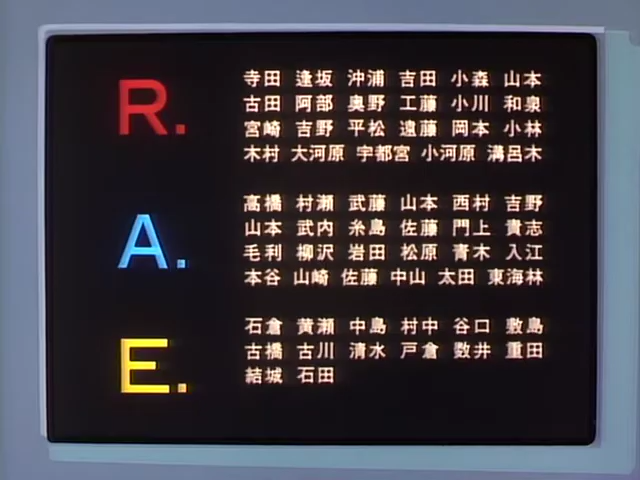 R.
寺田 逢坂 沖浦 吉田 小森 山本
古田 阿部 奥野 工藤 小川 和泉
宮崎 吉野 平松 遠藤 岡本 小林
木村 大河原 宇都宮 小河原 溝呂木
A.
高橋 村瀬 武藤 山本 西村 吉野
山本 武内 糸島 佐藤 門上 貴志
毛利 柳沢 岩田 松原 青木 入江
本谷 山崎 佐藤 中山 太田 東海林
E.
石倉 黄瀬 中島 村中 谷口 敷島
古橋 古川 清水 戸倉 数井 重田
結城 石田